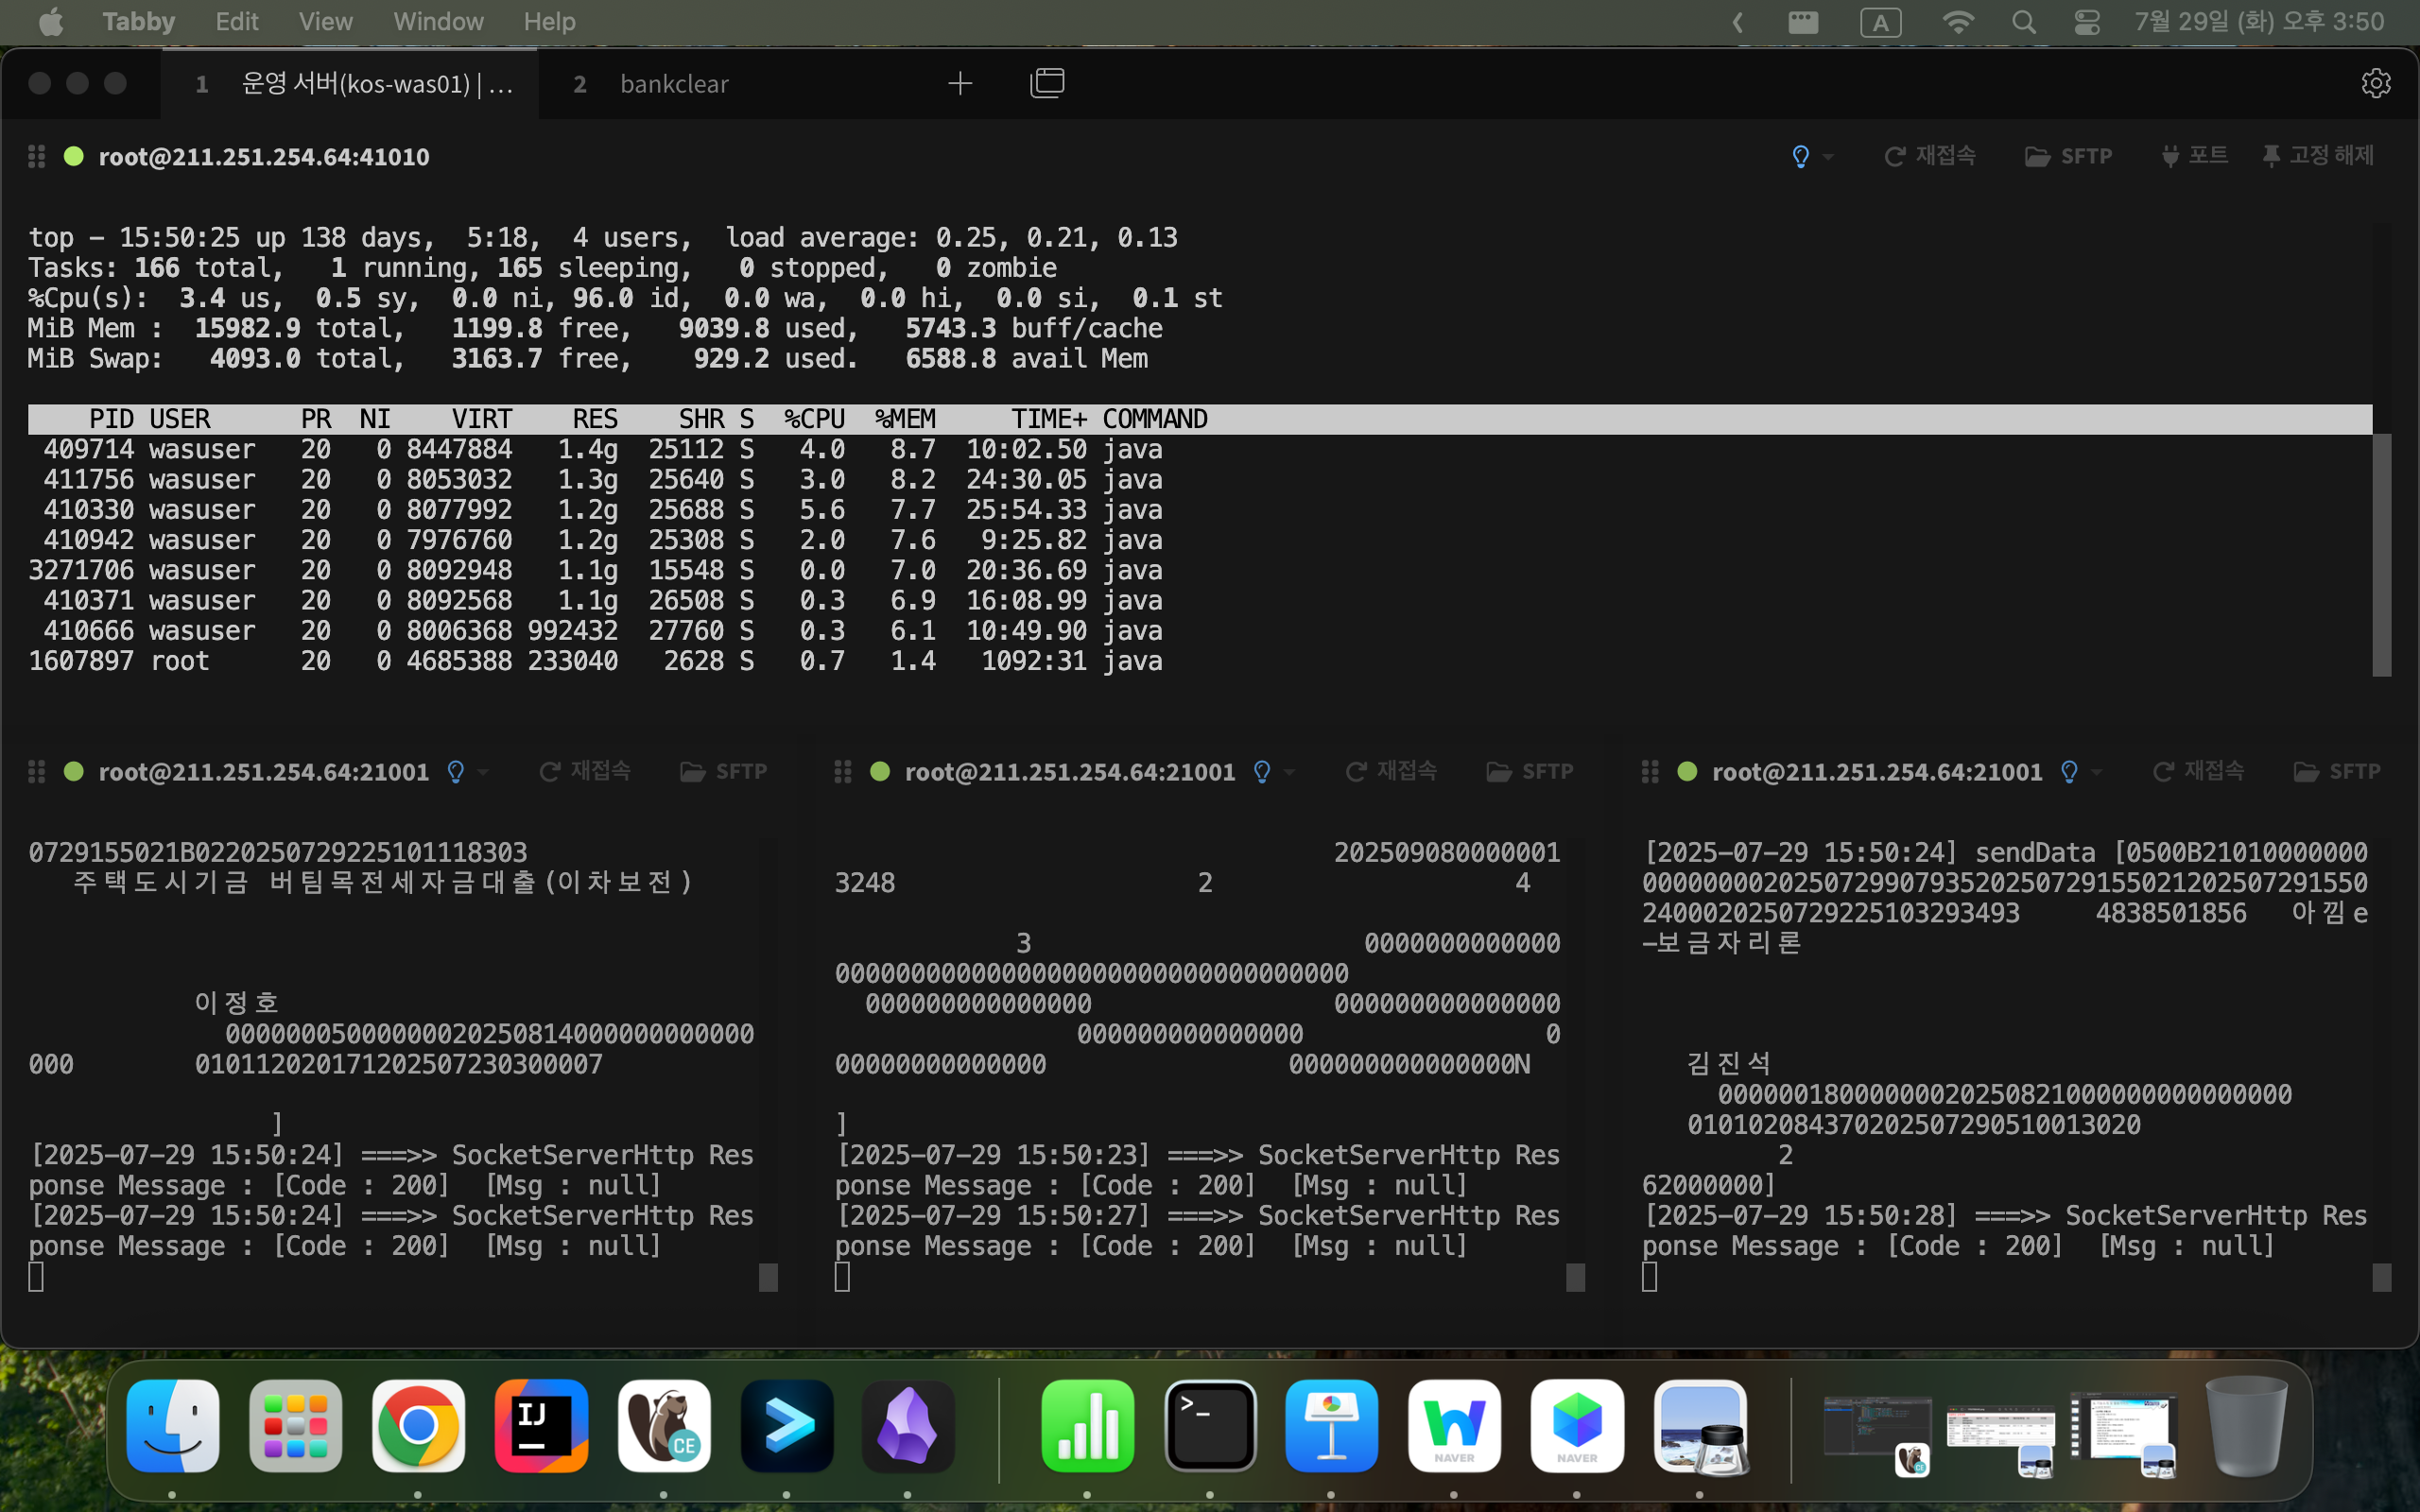 Tabby Edit View Window Help A 7월 29일 (화) 오후 3:50
1 운영 서버(kos-was01) | ... 2 bankclear
root@211.251.254.64:41010 재접속 SFTP 포트 고정 해제
top - 15:50:25 up 138 days, 5:18, 4 users, load average: 0.25, 0.21, 0.13
Tasks: 166 total, 1 running, 165 sleeping, 0 stopped, 0 zombie
%Cpu(s): 3.4 us, 0.5 sy, 0.0 ni, 96.0 id, 0.0 wa, 0.0 hi, 0.0 si, 0.1 st
MiB Mem : 15982.9 total, 1199.8 free, 9039.8 used, 5743.3 buff/cache
MiB Swap: 4093.0 total, 3163.7 free, 929.2 used. 6588.8 avail Mem
PID USER PR NI VIRT RES SHR S %CPU %MEM TIME+ COMMAND
409714 wasuser 20 0 8447884 1.4g 25112 S 4.0 8.7 10:02.50 java
411756 wasuser 20 0 8053032 1.3g 25640 S 3.0 8.2 24:30.05 java
410330 wasuser 20 0 8077992 1.2g 25688 S 5.6 7.7 25:54.33 java
410942 wasuser 20 0 7976760 1.2g 25308 S 2.0 7.6 9:25.82 java
3271706 wasuser 20 0 8092948 1.1g 15548 S 0.0 7.0 20:36.69 java
410371 wasuser 20 0 8092568 1.1g 26508 S 0.3 6.9 16:08.99 java
410666 wasuser 20 0 8006368 992432 27760 S 0.3 6.1 10:49.90 java
1607897 root 20 0 4685388 233040 2628 S 0.7 1.4 1092:31 java
root@211.251.254.64:21001 재접속 SFTP
0729155021B0220250729225101118303
주택도시기금 버팀목전세자금대출(이차보전)
이정호
00000005000000020250814000000000000
000 010112020171202507230300007
]
[2025-07-29 15:50:24] ===>> SocketServerHttp Res
ponse Message : [Code : 200] [Msg : null]
[2025-07-29 15:50:24] ===>> SocketServerHttp Res
ponse Message : [Code : 200] [Msg : null]
root@211.251.254.64:21001 재접속 SFTP
202509080000001
3248 2 4
3 0000000000000
0000000000000000000000000000000000
000000000000000 000000000000000
000000000000000 0
00000000000000 000000000000000N
]
[2025-07-29 15:50:23] ===>> SocketServerHttp Res
ponse Message : [Code : 200] [Msg : null]
[2025-07-29 15:50:27] ===>> SocketServerHttp Res
ponse Message : [Code : 200] [Msg : null]
root@211.251.254.64:21001 재접속 SFTP
[2025-07-29 15:50:24] sendData [0500B21010000000
000000002025072990793520250729155021202507291550
2400020250729225103293493 4838501856 아낌e
-보금자리론
김진석
00000018000000020250821000000000000000
010102084370202507290510013020
2
62000000]
[2025-07-29 15:50:28] ===>> SocketServerHttp Res
ponse Message : [Code : 200] [Msg : null]
IJ CE >_ NAVER NAVER